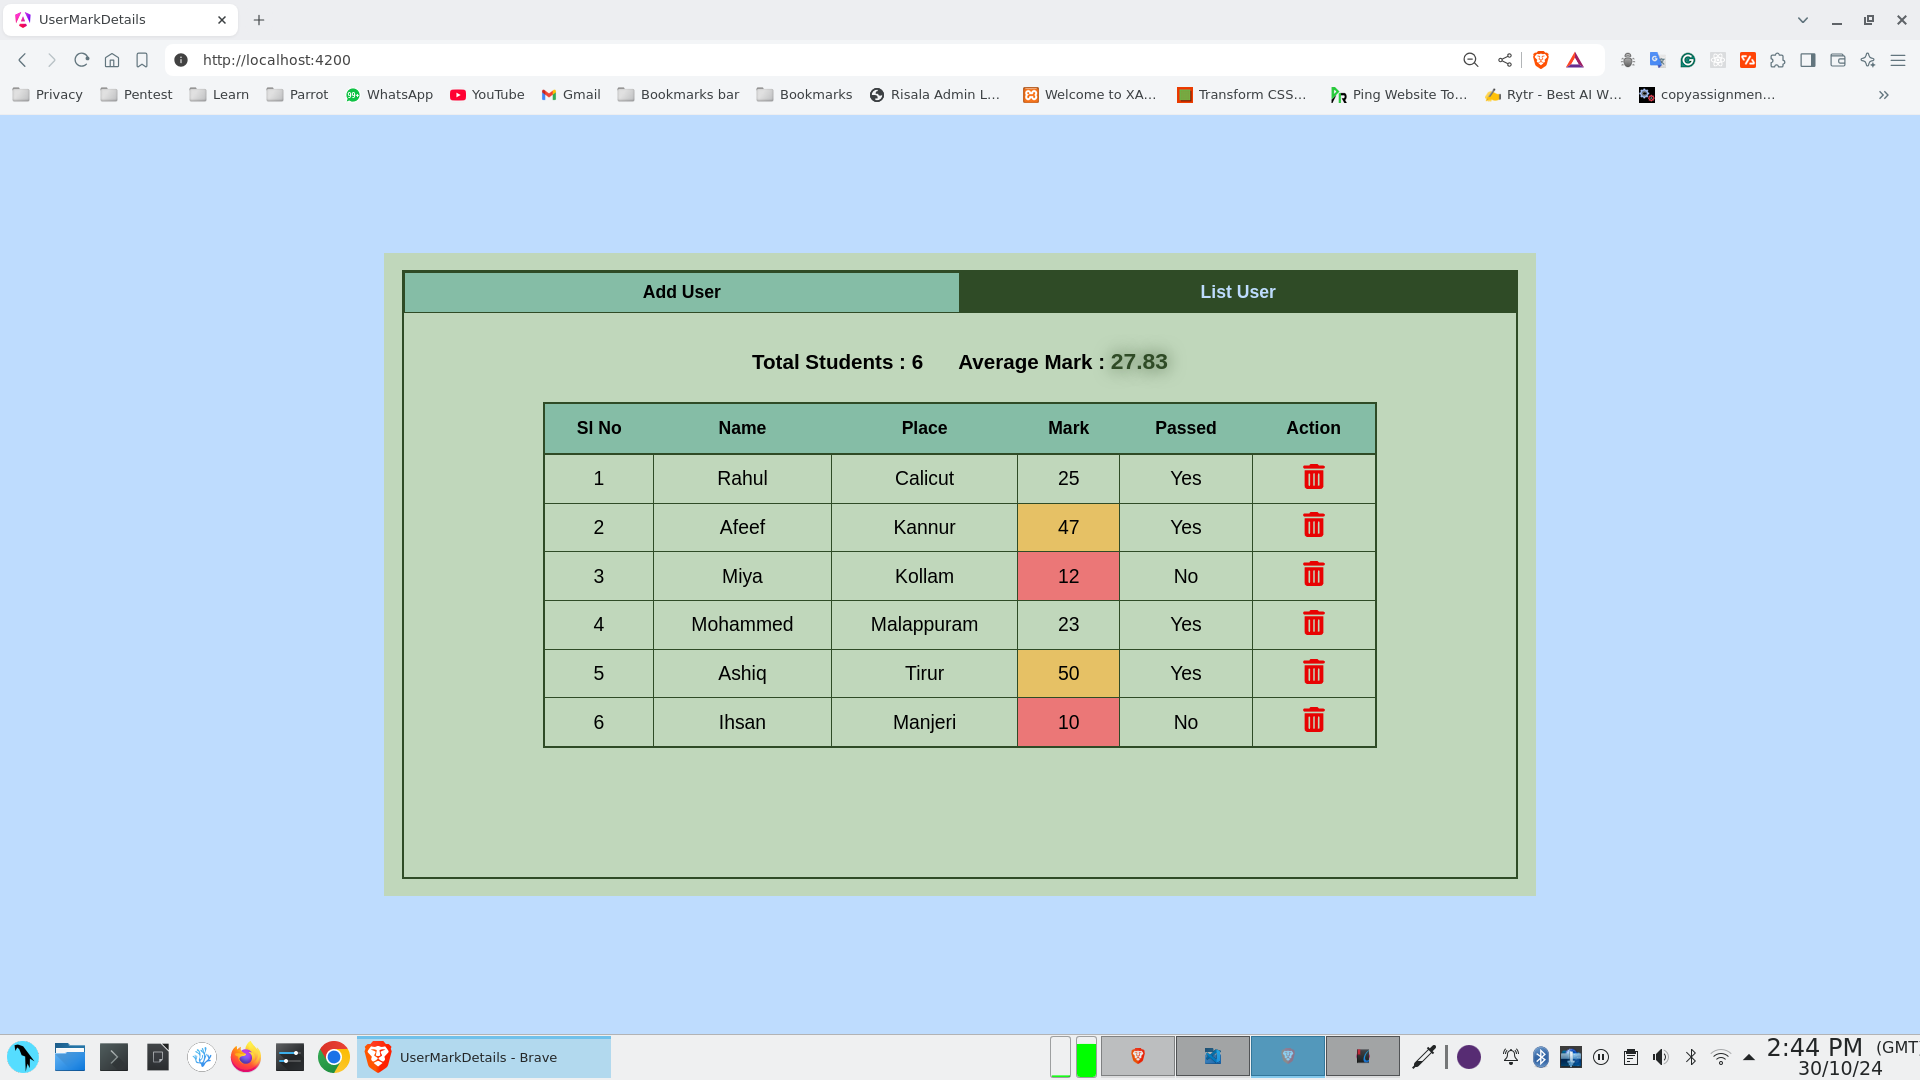 UserMarkDetails
http://localhost:4200
Privacy Pentest Learn Parrot WhatsApp YouTube Gmail Bookmarks bar Bookmarks Risala Admin L... Welcome to XA... Transform CSS... Ping Website To... Rytr - Best AI W... copyassignmen...
Add User List User
Total Students : 6 Average Mark : 27.83
Sl No Name Place Mark Passed Action
1 Rahul Calicut 25 Yes
2 Afeef Kannur 47 Yes
3 Miya Kollam 12 No
4 Mohammed Malappuram 23 Yes
5 Ashiq Tirur 50 Yes
6 Ihsan Manjeri 10 No
UserMarkDetails - Brave
2:44 PM (GMT
30/10/24